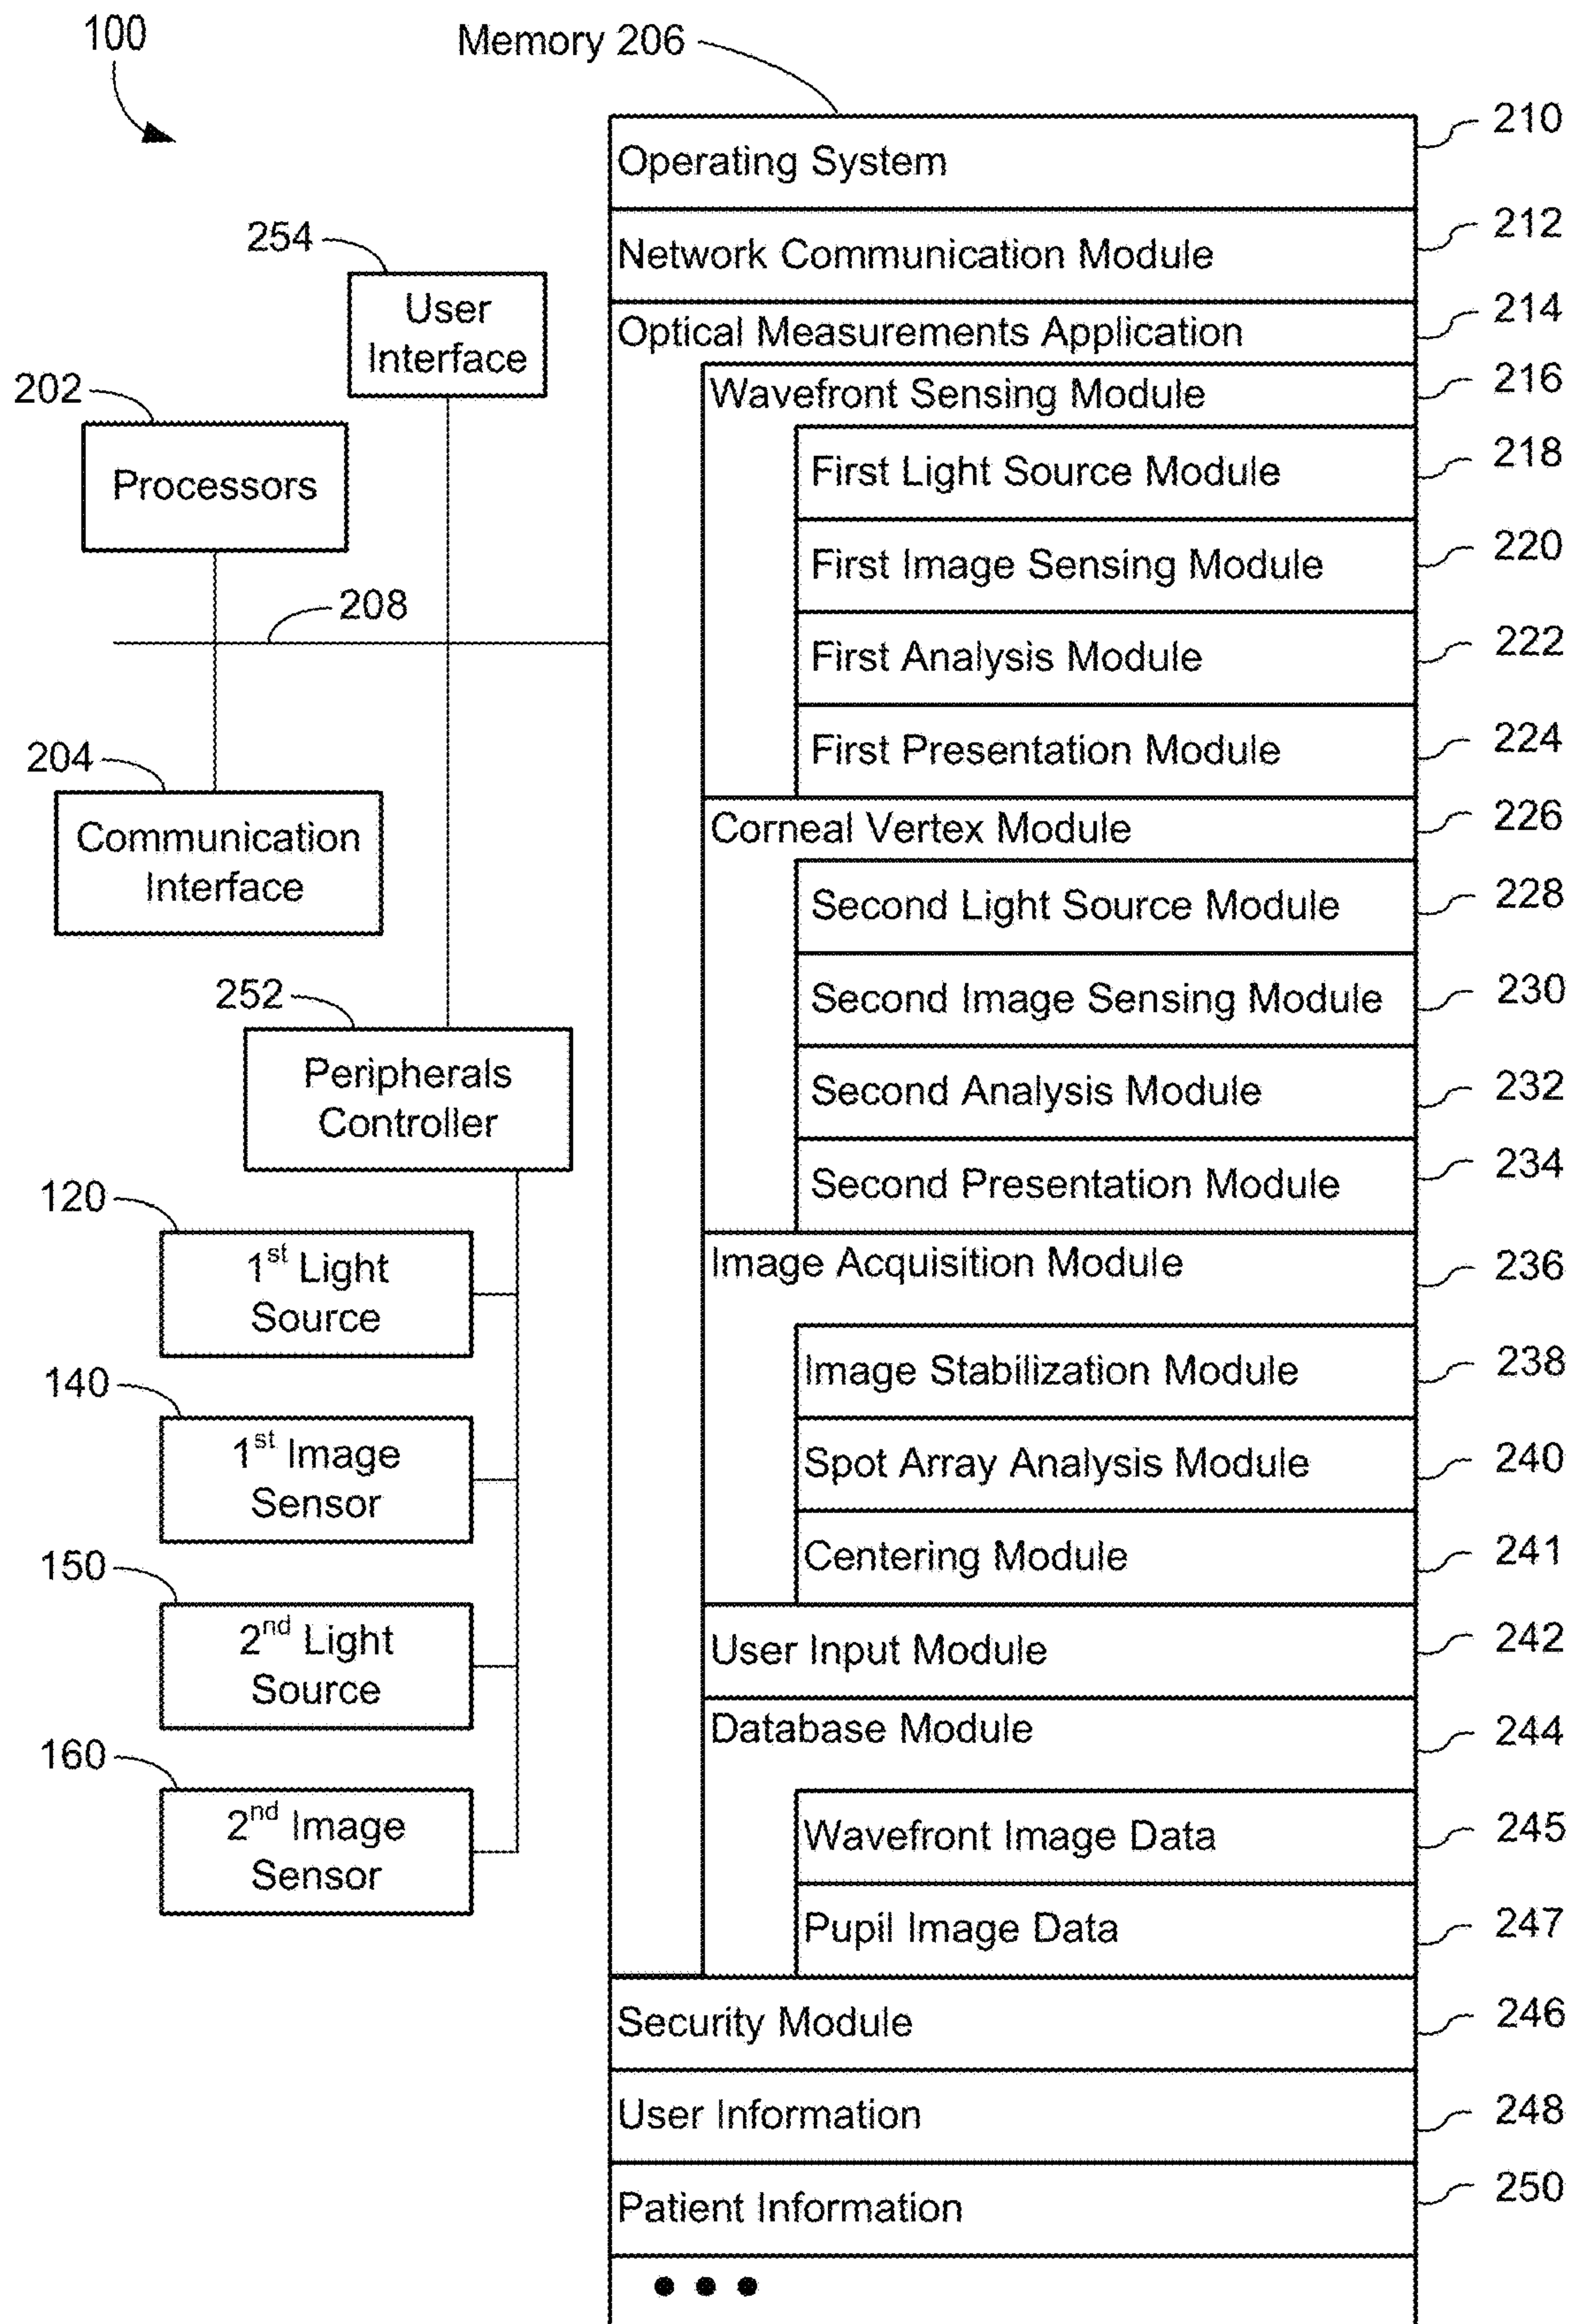 100
Memory 206
210
Operating System
212
Network Communication Module
254
User
Interface
214
Optical Measurements Application
216
Wavefront Sensing Module
202
Processors
218
First Light Source Module
220
First Image Sensing Module
208
222
First Analysis Module
224
First Presentation Module
204
Communication
Interface
226
Corneal Vertex Module
228
Second Light Source Module
252
Peripherals
Controller
230
Second Image Sensing Module
232
Second Analysis Module
234
Second Presentation Module
120
1st Light
Source
236
Image Acquisition Module
238
Image Stabilization Module
140
1st Image
Sensor
240
Spot Array Analysis Module
241
Centering Module
150
2nd Light
Source
242
User Input Module
244
Database Module
160
2nd Image
Sensor
245
Wavefront Image Data
247
Pupil Image Data
246
Security Module
248
User Information
250
Patient Information
• • •